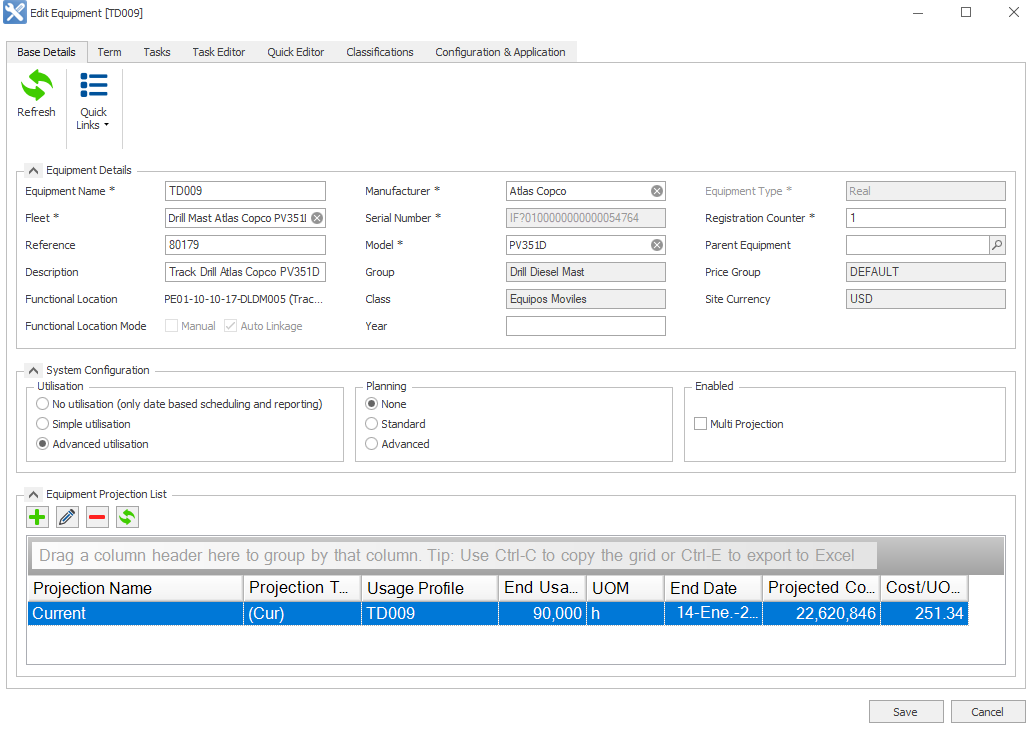 Edit Equipment [TD009]
Base Details Term Tasks Task Editor Quick Editor Classifications Configuration & Application
Refresh
Quick Links
Equipment Details
Equipment Name * TD009 Manufacturer * Atlas Copco Equipment Type * Real
Fleet * Drill Mast Atlas Copco PV351I Serial Number * IF?0100000000000054764 Registration Counter * 1
Reference 80179 Model * PV351D Parent Equipment
Description Track Drill Atlas Copco PV351D Group Drill Diesel Mast Price Group DEFAULT
Functional Location PE01-10-10-17-DLDM005 (Trac... Class Equipos Moviles Site Currency USD
Functional Location Mode Manual Auto Linkage Year
System Configuration
Utilisation Planning Enabled
No utilisation (only date based scheduling and reporting) None
Simple utilisation Standard Multi Projection
Advanced utilisation Advanced
Equipment Projection List
Drag a column header here to group by that column. Tip: Use Ctrl-C to copy the grid or Ctrl-E to export to Excel
Projection Name Projection T... Usage Profile End Usa... UOM End Date Projected Co... Cost/UO...
Current (Cur) TD009 90,000 h 14-Ene.-2... 22,620,846 251.34
Save Cancel